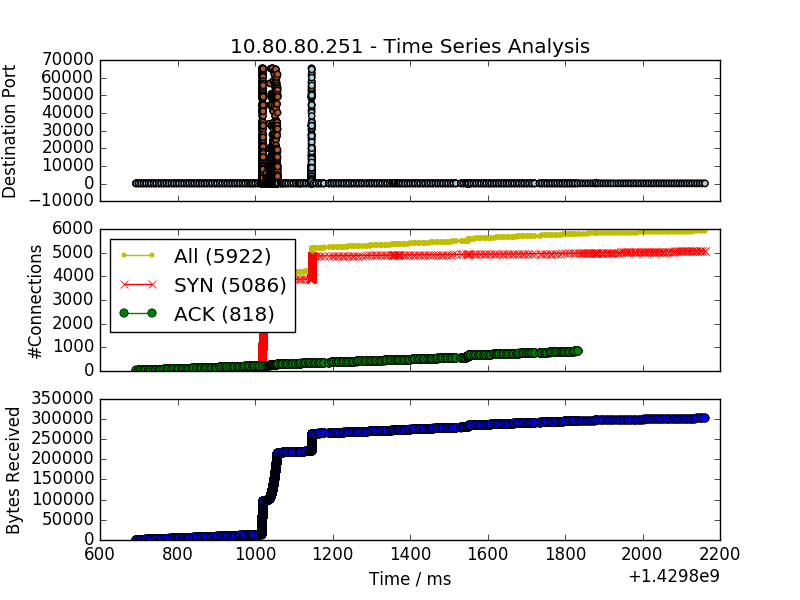 10.80.80.251 - Time Series Analysis
Destination Port
70000
60000
50000
40000
30000
20000
10000
0
−10000
#Connections
6000
5000
4000
3000
2000
1000
0
All (5922)
SYN (5086)
ACK (818)
Bytes Received
350000
300000
250000
200000
150000
100000
50000
0
600 800 1000 1200 1400 1600 1800 2000 2200
Time / ms
+1.4298e9